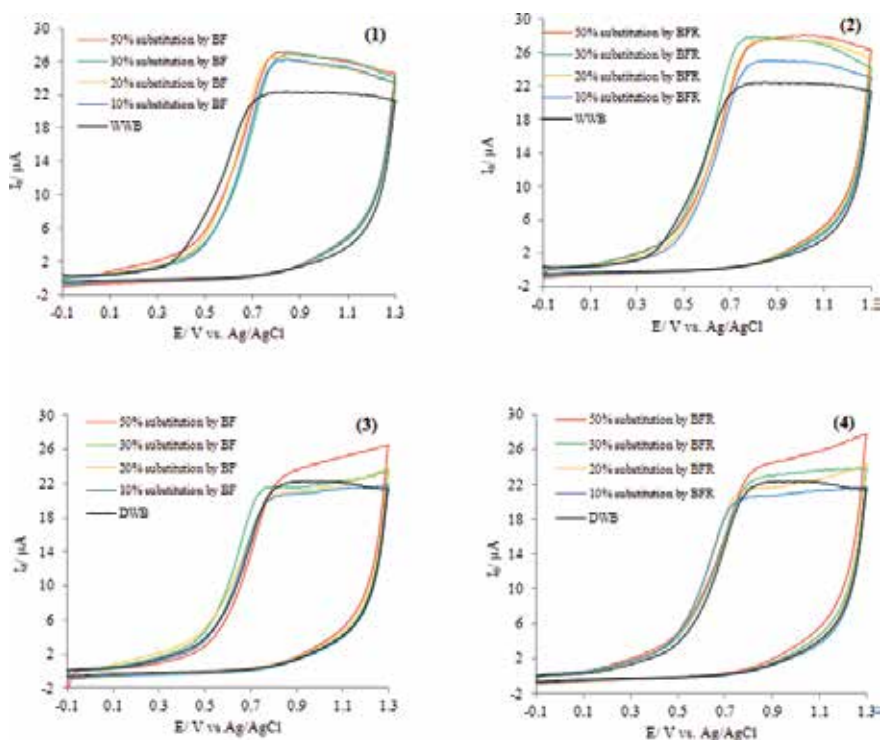 (1)
50% substitution by BF
30% substitution by BF
20% substitution by BF
10% substitution by BF
WWB
30
26
22
18
14
10
6
2
-2
-0.1 0.1 0.3 0.5 0.7 0.9 1.1 1.3
E/ V vs. Ag/AgCl
(2)
50% substitution by BFR
30% substitution by BFR
20% substitution by BFR
10% substitution by BFR
WWB
30
26
22
18
14
10
6
2
-2
-0.1 0.1 0.3 0.5 0.7 0.9 1.1 1.3
E/ V vs. Ag/AgCl
(3)
50% substitution by BF
30% substitution by BF
20% substitution by BF
10% substitution by BF
DWB
30
26
22
18
14
10
6
2
-2
-0.1 0.1 0.3 0.5 0.7 0.9 1.1 1.3
E/ V vs. Ag/AgCl
(4)
50% substitution by BFR
30% substitution by BFR
20% substitution by BFR
10% substitution by BFR
DWB
30
26
22
18
14
10
6
2
-2
-0.1 0.1 0.3 0.5 0.7 0.9 1.1 1.3
E/ V vs. Ag/AgCl